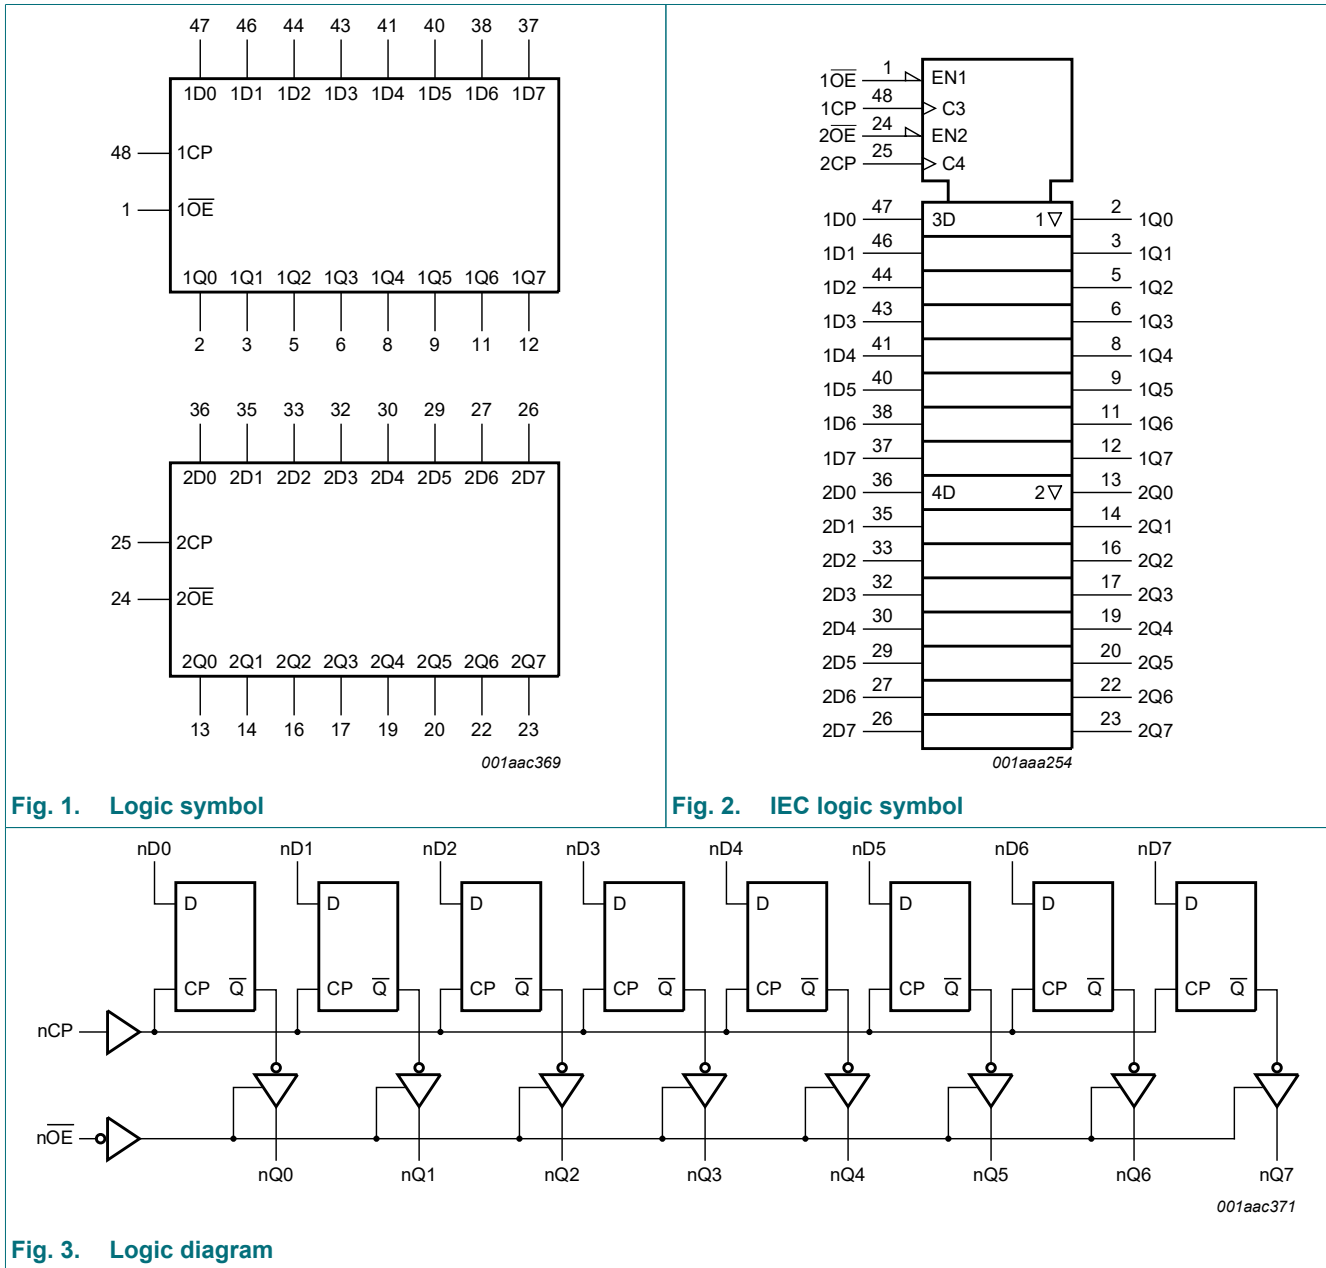 47 46 44 43 41 40 38 37
1D0 1D1 1D2 1D3 1D4 1D5 1D6 1D7
48 1CP
1 1O̅E̅
1Q0 1Q1 1Q2 1Q3 1Q4 1Q5 1Q6 1Q7
2 3 5 6 8 9 11 12
36 35 33 32 30 29 27 26
2D0 2D1 2D2 2D3 2D4 2D5 2D6 2D7
25 2CP
24 2O̅E̅
2Q0 2Q1 2Q2 2Q3 2Q4 2Q5 2Q6 2Q7
13 14 16 17 19 20 22 23
001aac369
Fig. 1. Logic symbol
1O̅E̅ 1 EN1
1CP 48 C3
2O̅E̅ 24 EN2
2CP 25 C4
1D0 47 3D 1▽ 2 1Q0
1D1 46 3 1Q1
1D2 44 5 1Q2
1D3 43 6 1Q3
1D4 41 8 1Q4
1D5 40 9 1Q5
1D6 38 11 1Q6
1D7 37 12 1Q7
2D0 36 4D 2▽ 13 2Q0
2D1 35 14 2Q1
2D2 33 16 2Q2
2D3 32 17 2Q3
2D4 30 19 2Q4
2D5 29 20 2Q5
2D6 27 22 2Q6
2D7 26 23 2Q7
001aaa254
Fig. 2. IEC logic symbol
nD0 nD1 nD2 nD3 nD4 nD5 nD6 nD7
D D D D D D D D
CP Q̅ CP Q̅ CP Q̅ CP Q̅ CP Q̅ CP Q̅ CP Q̅ CP Q̅
nCP
nO̅E̅
nQ0 nQ1 nQ2 nQ3 nQ4 nQ5 nQ6 nQ7
001aac371
Fig. 3. Logic diagram